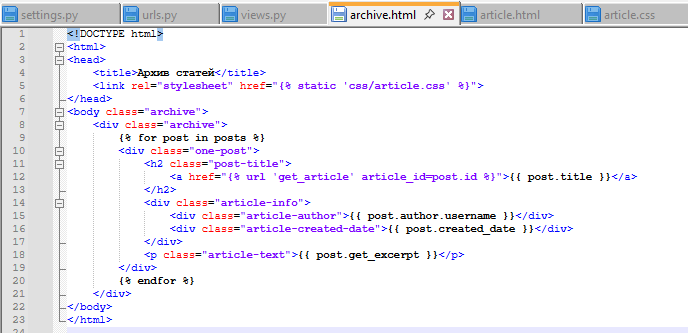 settings.py urls.py views.py archive.html article.html article.css
1 <!DOCTYPE html>
2 <html>
3 <head>
4 <title>Архив статей</title>
5 <link rel="stylesheet" href="{% static 'css/article.css' %}">
6 </head>
7 <body class="archive">
8 <div class="archive">
9 {% for post in posts %}
10 <div class="one-post">
11 <h2 class="post-title">
12 <a href="{% url 'get_article' article_id=post.id %}">{{ post.title }}</a>
13 </h2>
14 <div class="article-info">
15 <div class="article-author">{{ post.author.username }}</div>
16 <div class="article-created-date">{{ post.created_date }}</div>
17 </div>
18 <p class="article-text">{{ post.get_excerpt }}</p>
19 </div>
20 {% endfor %}
21 </div>
22 </body>
23 </html>
24